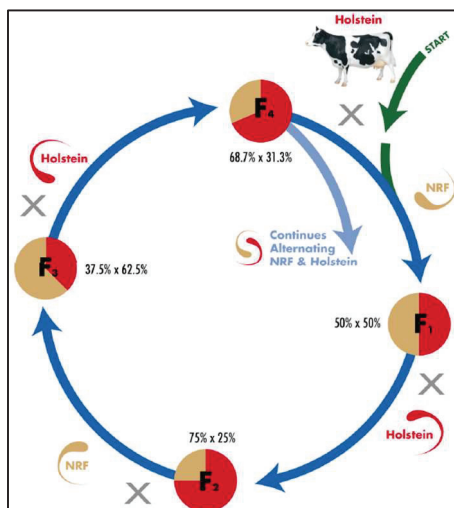 Holstein
START
NRF
F1
50% x 50%
Holstein
F2
75% x 25%
NRF
F3
37.5% x 62.5%
Holstein
F4
68.7% x 31.3%
Continues
Alternating
NRF & Holstein